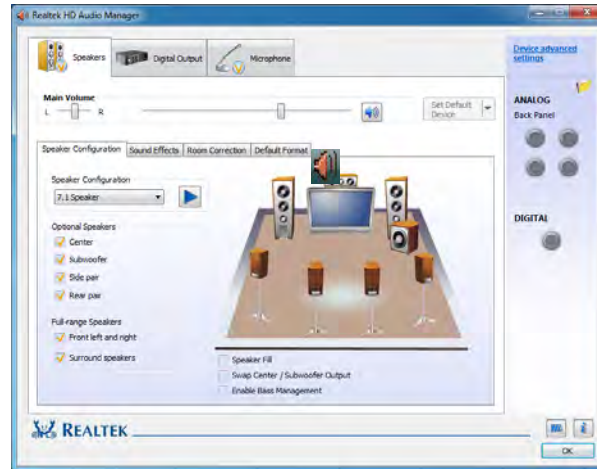 Realtek HD Audio Manager
Speakers
Digital Output
Microphone
Device advanced settings
Main Volume
L
R
Set Default Device
ANALOG
Back Panel
Speaker Configuration
Sound Effects
Room Correction
Default Format
Speaker Configuration
7.1 Speaker
Optional Speakers
Center
Subwoofer
Side pair
Rear pair
DIGITAL
Full-range Speakers
Front left and right
Surround speakers
Speaker Fill
Swap Center / Subwoofer Output
Enable Bass Management
REALTEK
OK